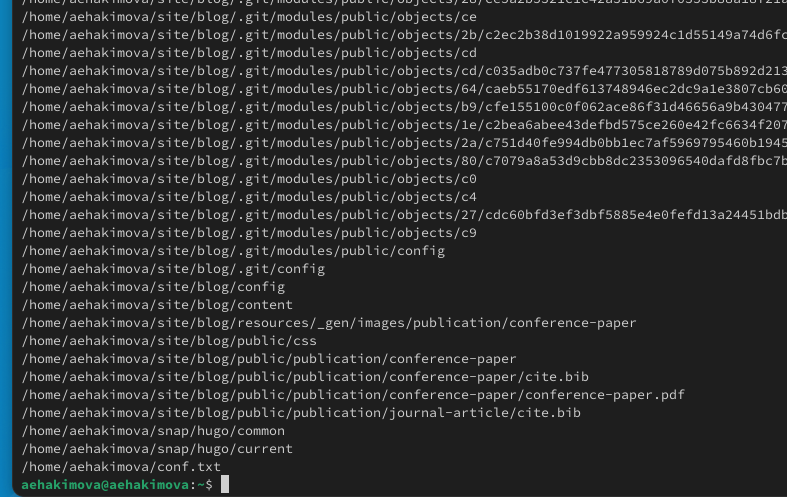 /home/aehakimova/site/blog/.git/modules/public/objects/ce
/home/aehakimova/site/blog/.git/modules/public/objects/2b/c2ec2b38d1019922a959924c1d55149a74d6fc
/home/aehakimova/site/blog/.git/modules/public/objects/cd
/home/aehakimova/site/blog/.git/modules/public/objects/cd/c035adb0c737fe477305818789d075b892d213
/home/aehakimova/site/blog/.git/modules/public/objects/64/caeb55170edf613748946ec2dc9a1e3807cb60
/home/aehakimova/site/blog/.git/modules/public/objects/b9/cfe155100c0f062ace86f31d46656a9b430477
/home/aehakimova/site/blog/.git/modules/public/objects/1e/c2bea6abee43defbd575ce260e42fc6634f207
/home/aehakimova/site/blog/.git/modules/public/objects/2a/c751d40fe994db0bb1ec7af5969795460b1945
/home/aehakimova/site/blog/.git/modules/public/objects/80/c7079a8a53d9cbb8dc2353096540dafd8fbc7b
/home/aehakimova/site/blog/.git/modules/public/objects/c0
/home/aehakimova/site/blog/.git/modules/public/objects/c4
/home/aehakimova/site/blog/.git/modules/public/objects/27/cdc60bfd3ef3dbf5885e4e0fefd13a24451bdb
/home/aehakimova/site/blog/.git/modules/public/objects/c9
/home/aehakimova/site/blog/.git/modules/public/config
/home/aehakimova/site/blog/.git/config
/home/aehakimova/site/blog/config
/home/aehakimova/site/blog/content
/home/aehakimova/site/blog/resources/_gen/images/publication/conference-paper
/home/aehakimova/site/blog/public/css
/home/aehakimova/site/blog/public/publication/conference-paper
/home/aehakimova/site/blog/public/publication/conference-paper/cite.bib
/home/aehakimova/site/blog/public/publication/conference-paper/conference-paper.pdf
/home/aehakimova/site/blog/public/publication/journal-article/cite.bib
/home/aehakimova/snap/hugo/common
/home/aehakimova/snap/hugo/current
/home/aehakimova/conf.txt
aehakimova@aehakimova:~$